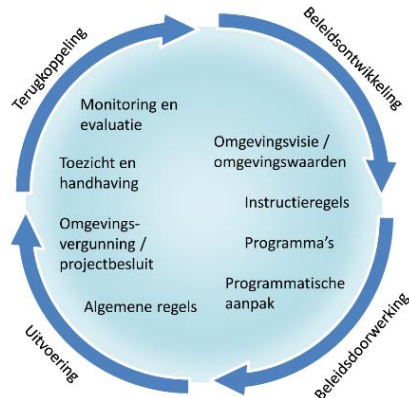 Terugkoppeling
Beleidsontwikkeling
Monitoring en
evaluatie
Omgevingsvisie /
omgevingswaarden
Toezicht en
handhaving
Instructieregels
Omgevings-
vergunning /
projectbesluit
Programma's
Programmatische
aanpak
Algemene regels
Uitvoering
Beleidsdoorwerking